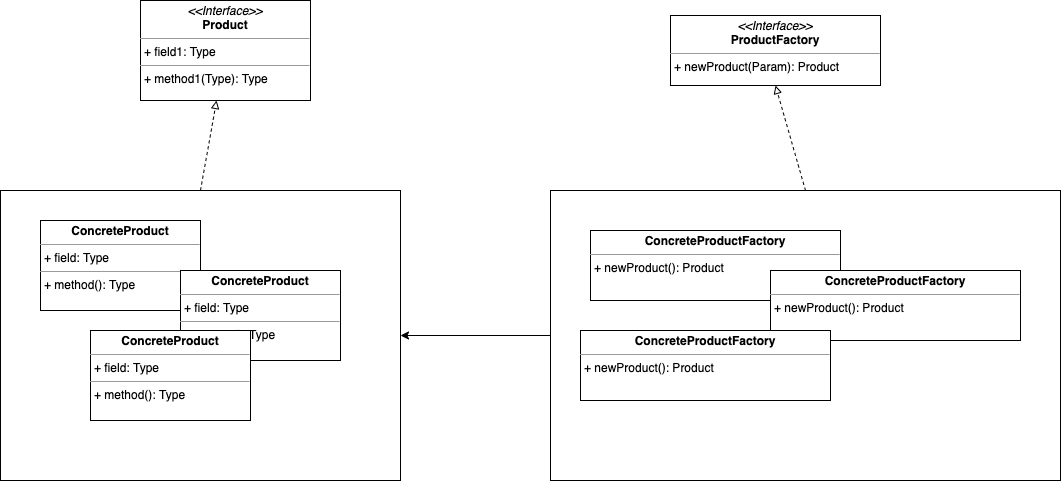 <<Interface>>
Product
+ field1: Type
+ method1(Type): Type
<<Interface>>
ProductFactory
+ newProduct(Param): Product
ConcreteProduct
+ field: Type
+ method(): Type
ConcreteProduct
+ field: Type
Type
ConcreteProduct
+ field: Type
+ method(): Type
ConcreteProductFactory
+ newProduct(): Product
ConcreteProductFactory
+ newProduct(): Product
ConcreteProductFactory
+ newProduct(): Product